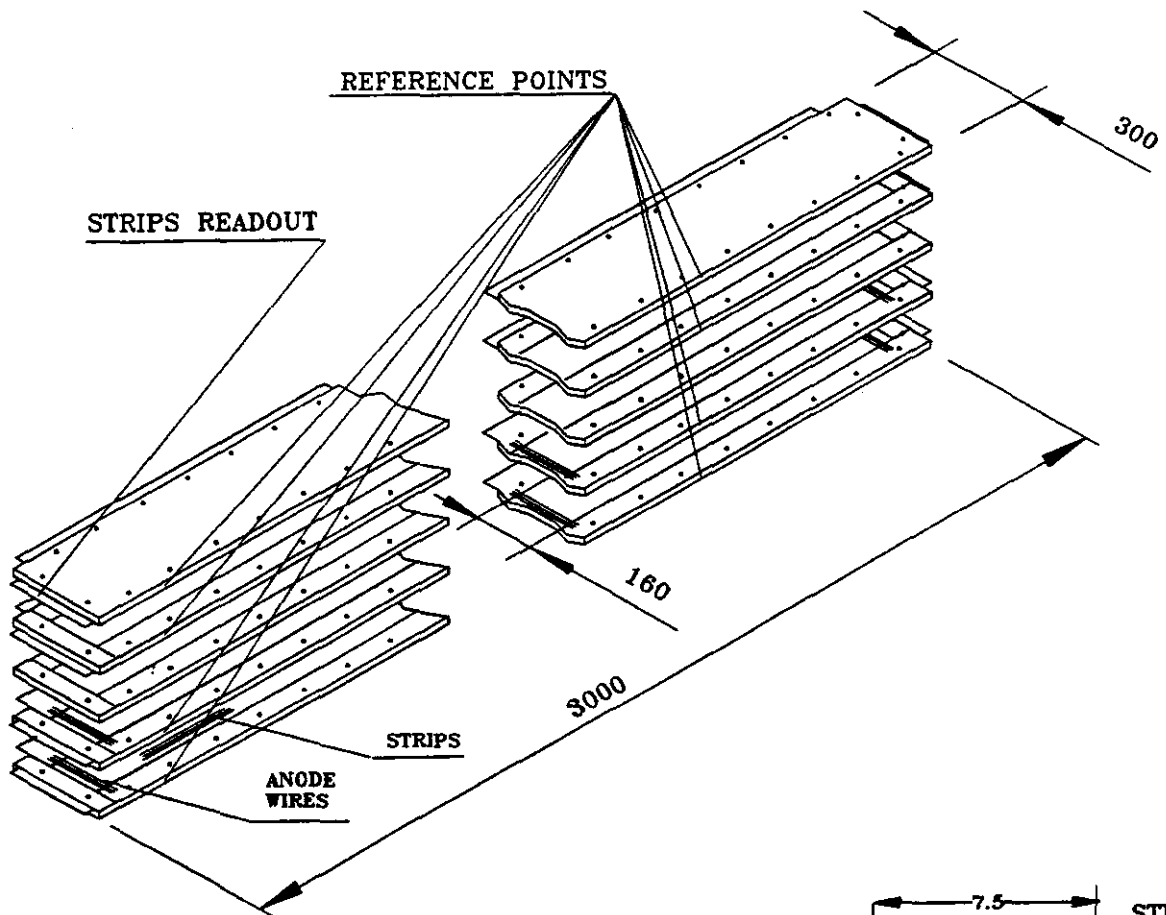 REFERENCE POINTS
300
STRIPS READOUT
160
3000
STRIPS
ANODE
WIRES
7.5